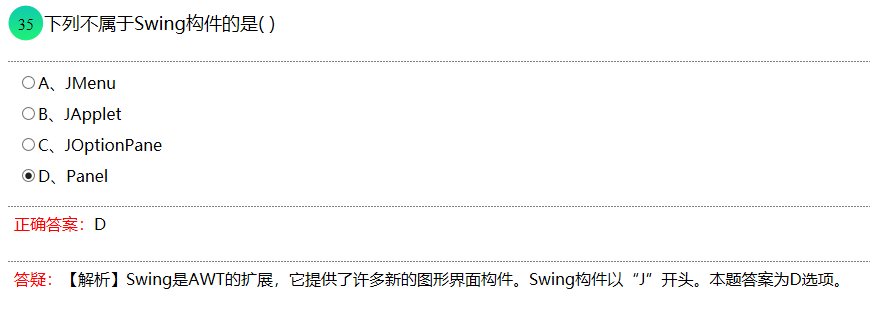 35 下列不属于Swing构件的是( )
A、JMenu
B、JApplet
C、JOptionPane
D、Panel
正确答案：D
答疑：【解析】Swing是AWT的扩展，它提供了许多新的图形界面构件。Swing构件以“J”开头。本题答案为D选项。